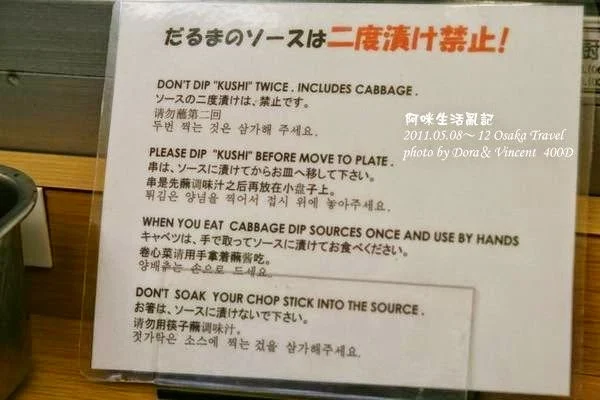 だるまのソースは二度漬け禁止!
DON'T DIP "KUSHI" TWICE . INCLUDES CABBAGE .
ソースの二度漬けは、禁止です。
请勿蘸第二回
두번 찍는 것은 삼가해 주세요.
阿咪生活亂記
2011.05.08～12 Osaka Travel
photo by Dora & Vincent 400D
PLEASE DIP "KUSHI" BEFORE MOVE TO PLATE .
串は、ソースに漬けてからお皿へ移して下さい。
串是先蘸调味汁之后再放在小盘子上。
튀김은 양념을 찍어서 접시 위에 놓아주세요.
WHEN YOU EAT CABBAGE DIP SOURCES ONCE AND USE BY HANDS
キャベツは、手で取ってソースに漬けてお食べください。
卷心菜请用手拿着蘸酱吃。
양배추는 손으로 드세요.
DON'T SOAK YOUR CHOP STICK INTO THE SOURCE .
お箸は、ソースに漬けないで下さい。
请勿用筷子蘸调味汁.
젓가락은 소스에 찍는 것을 삼가해주세요.